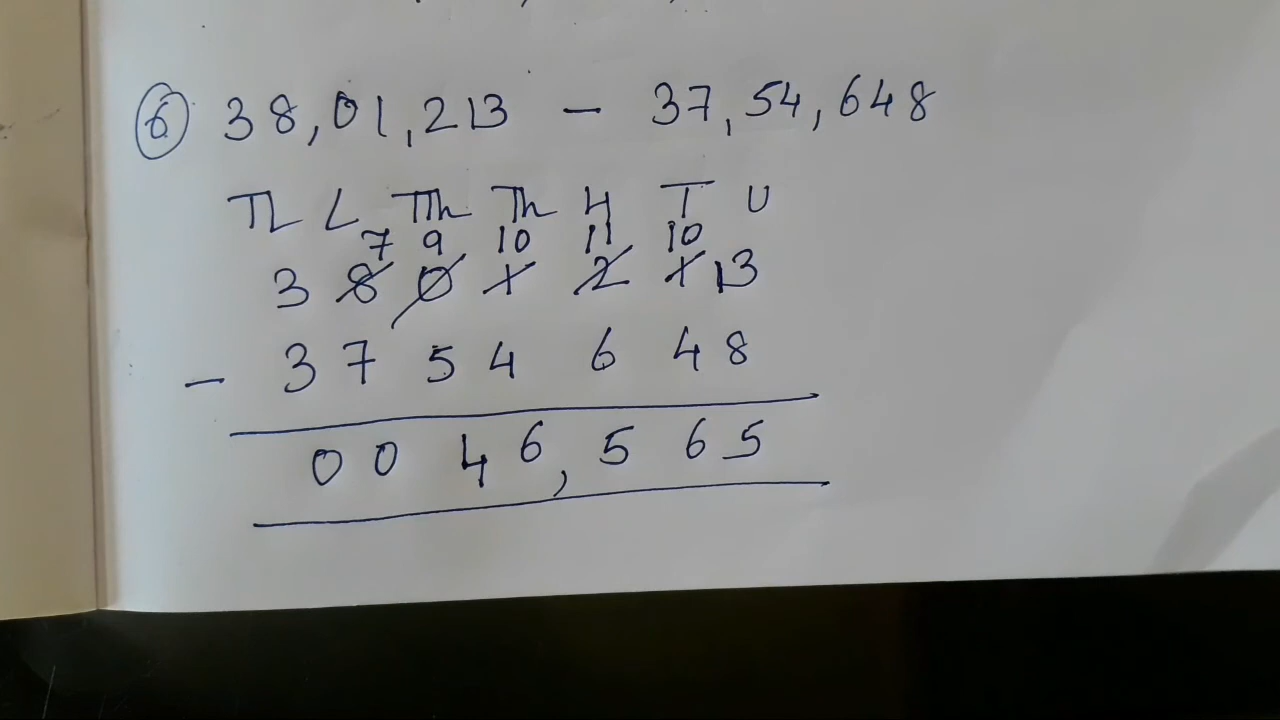 6 38,01,213 - 37,54,648
TL L TTh Th H T U
7 9 10 11 10
3 8 0 1 2 1 13
- 3 7 5 4 6 4 8
0 0 4 6, 5 6 5